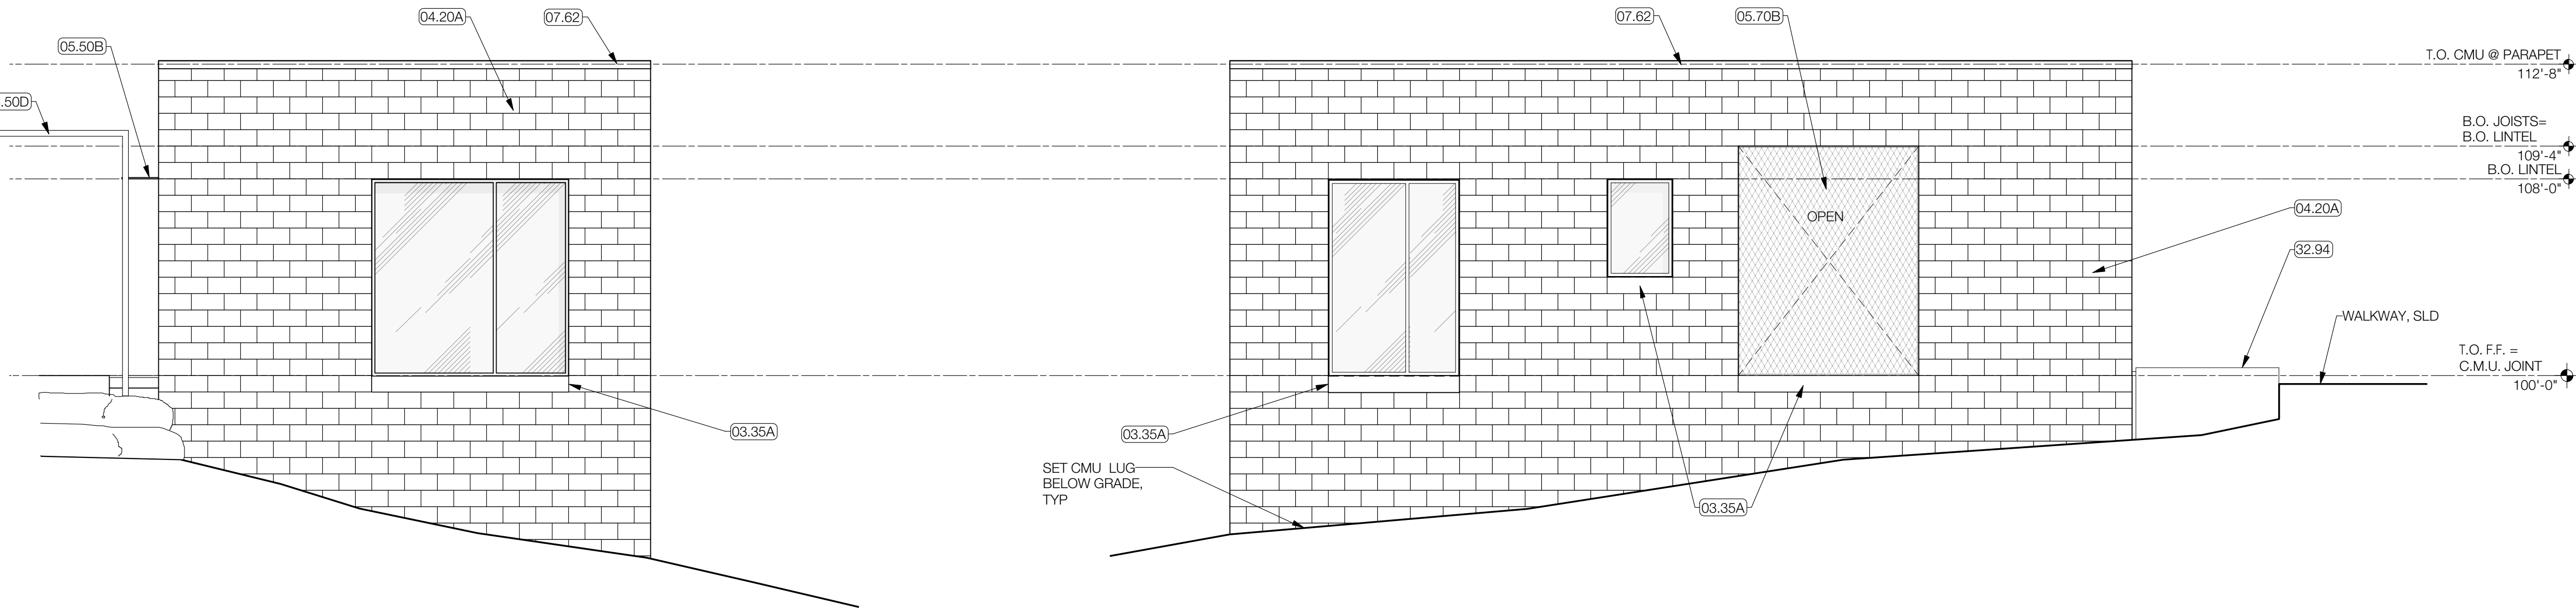 04.20A
07.62
05.50B
.50D
03.35A
07.62
05.70B
OPEN
03.35A
SET CMU LUG
BELOW GRADE,
TYP
03.35A
T.O. CMU @ PARAPET
112'-8"
B.O. JOISTS=
B.O. LINTEL
109'-4"
B.O. LINTEL
108'-0"
04.20A
32.94
WALKWAY, SLD
T.O. F.F. =
C.M.U. JOINT
100'-0"